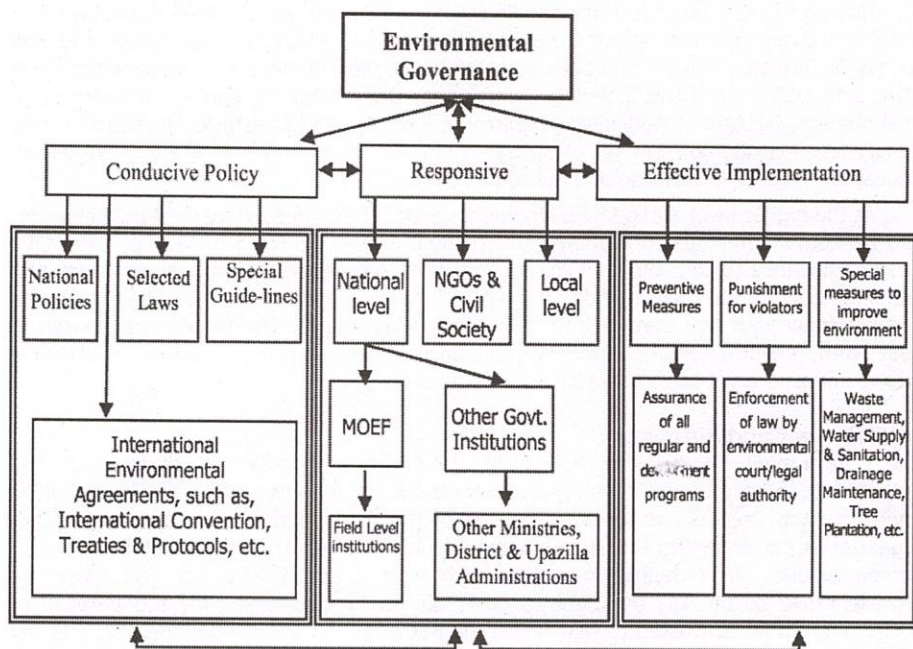 Environmental
Governance
Conducive Policy
Responsive
Effective Implementation
National
Policies
Selected
Laws
Special
Guide-lines
National
level
NGOs &
Civil
Society
Local
level
Preventive
Measures
Punishment
for violators
Special
measures to
improve
environment
International
Environmental
Agreements, such as,
International Convention,
Treaties & Protocols, etc.
MOEF
Other Govt.
Institutions
Field Level
institutions
Other Ministries,
District & Upazilla
Administrations
Assurance
of all
regular and
programs
Enforcement
of law by
environmental
court/legal
authority
Waste
Management,
Water Supply
& Sanitation,
Drainage
Maintenance,
Tree
Plantation, etc.